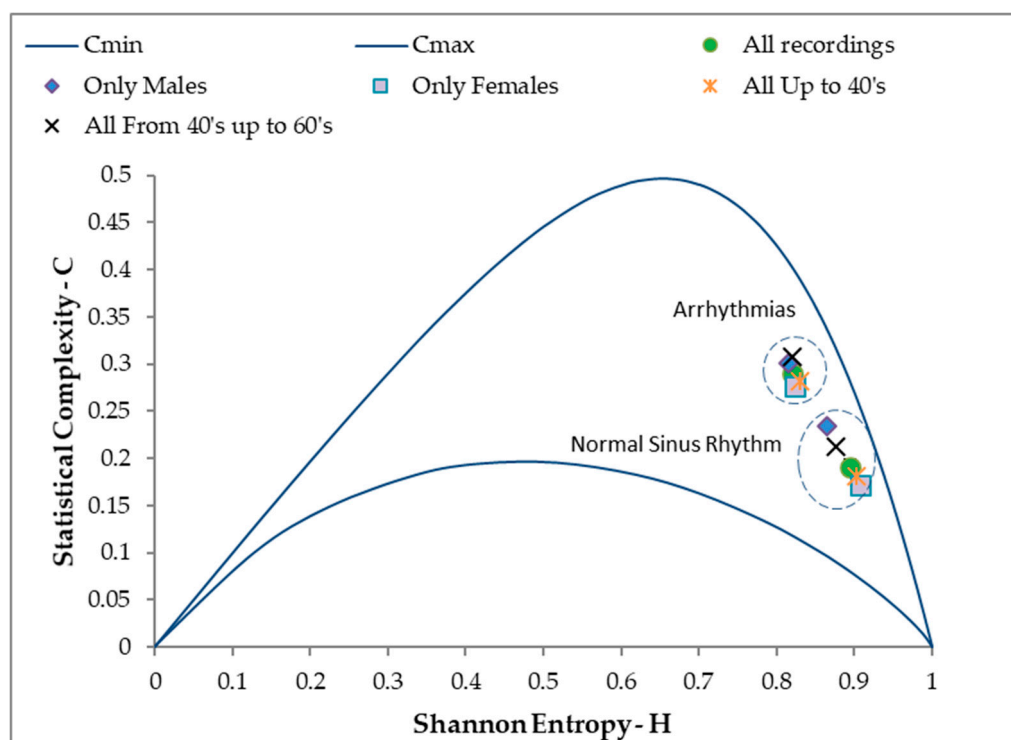 Cmin Cmax All recordings
Only Males Only Females All Up to 40's
All From 40's up to 60's
0.5
0.45
0.4
0.35
Arrhythmias
0.3
0.25
Normal Sinus Rhythm
0.2
0.15
0.1
0.05
0
Statistical Complexity - C
0 0.1 0.2 0.3 0.4 0.5 0.6 0.7 0.8 0.9 1
Shannon Entropy - H